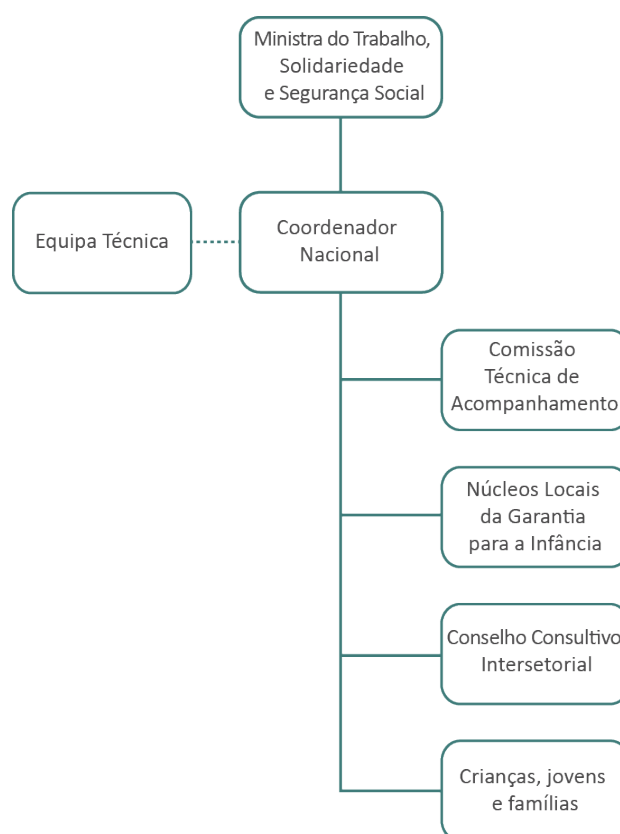 Ministra do Trabalho,
Solidariedade
e Segurança Social
Equipa Técnica
Coordenador
Nacional
Comissão
Técnica de
Acompanhamento
Núcleos Locais
da Garantia
para a Infância
Conselho Consultivo
Intersetorial
Crianças, jovens
e famílias